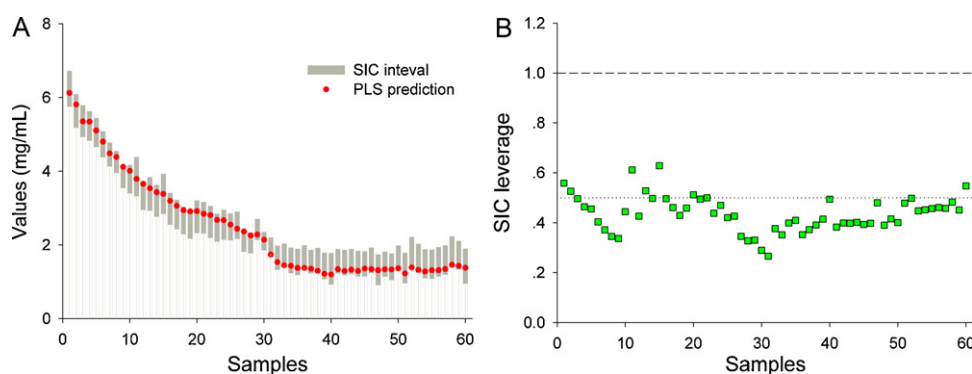 A
Values (mg/mL)
8
6
4
2
0
SIC inteval
PLS prediction
0 10 20 30 40 50 60
Samples
B
SIC leverage
1.2
1.0
.8
.6
.4
.2
0.0
0 10 20 30 40 50 60
Samples